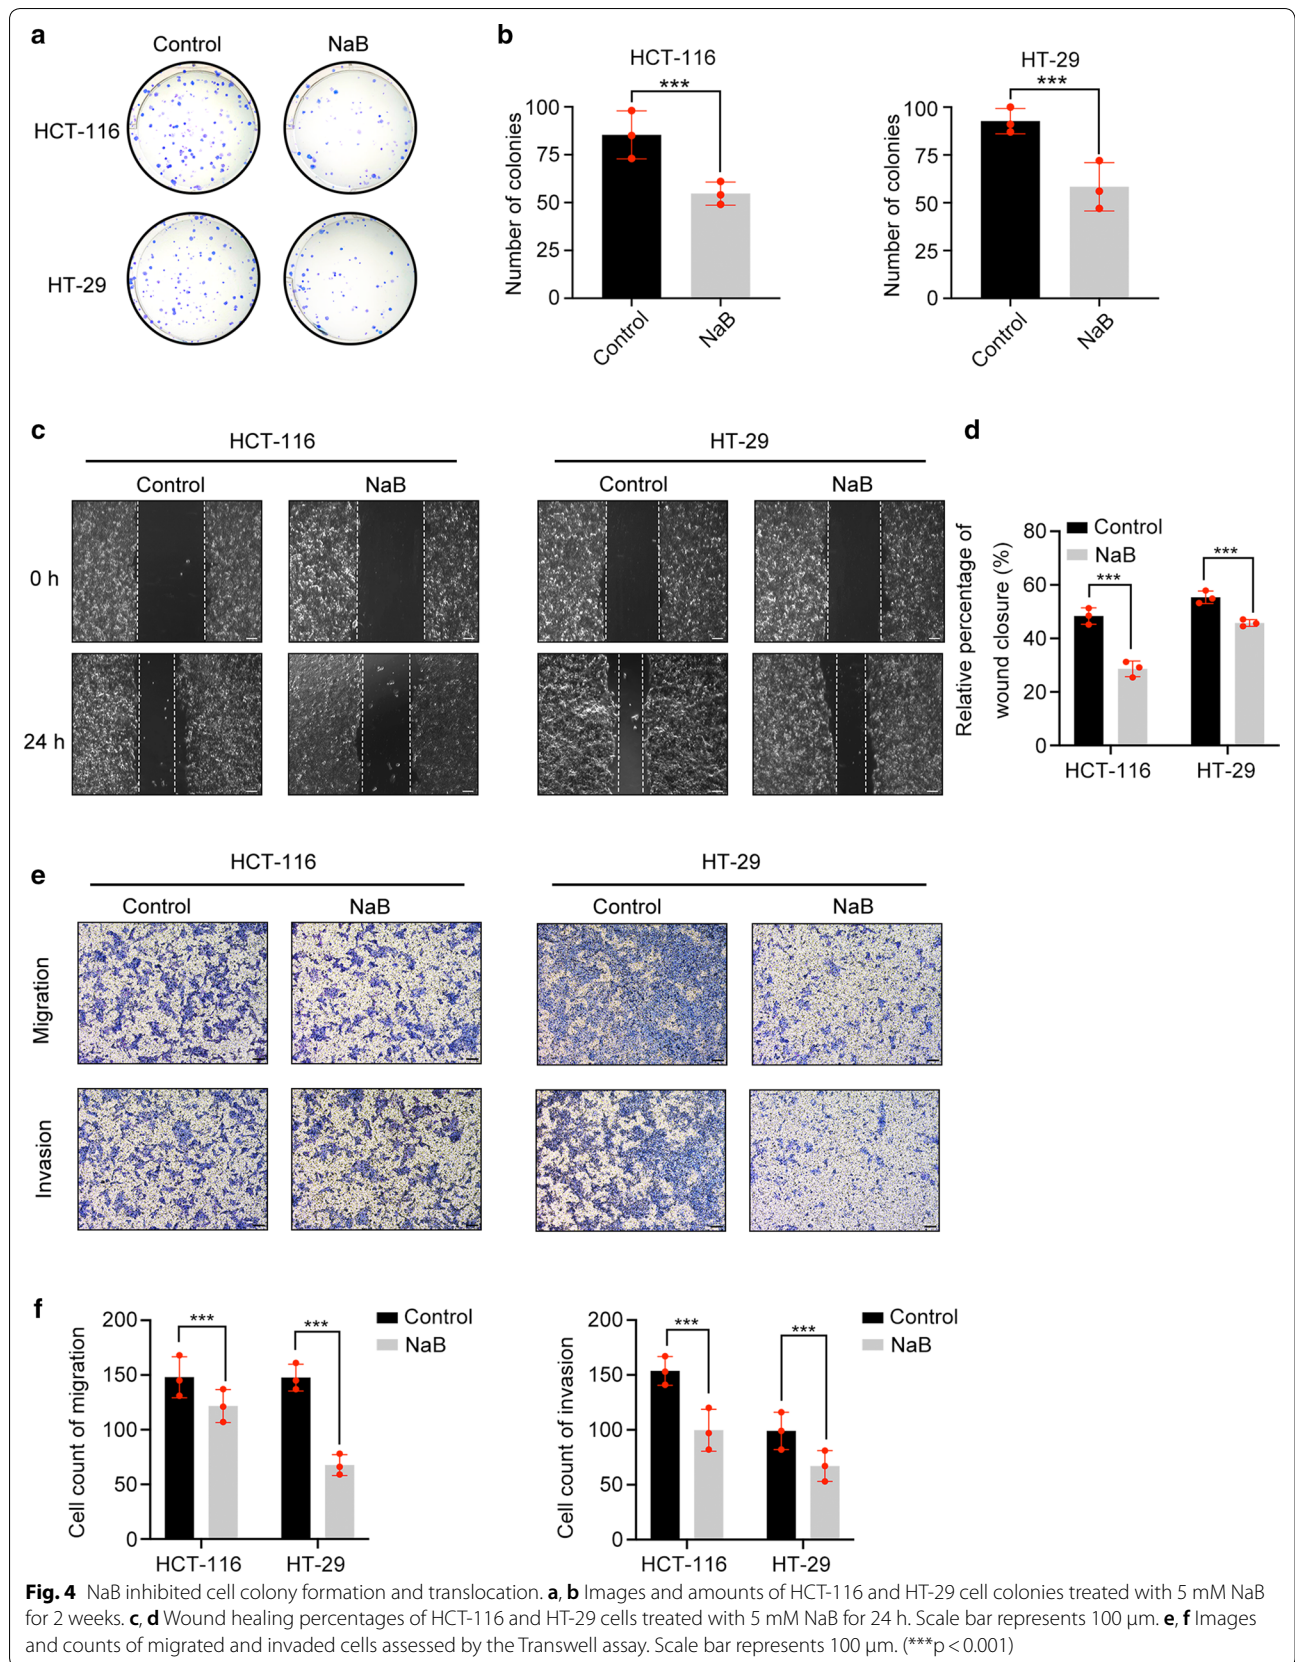 a
Control
NaB
HCT-116
HT-29
b
HCT-116
***
Number of colonies
100
75
50
25
0
Control
NaB
HT-29
***
Number of colonies
100
75
50
25
0
Control
NaB
c
HCT-116
HT-29
Control
NaB
Control
NaB
0 h
24 h
d
Control
NaB
Relative percentage of
wound closure (%)
80
60
40
20
0
***
***
HCT-116
HT-29
e
HCT-116
HT-29
Control
NaB
Control
NaB
Migration
Invasion
f
Cell count of migration
200
150
100
50
0
***
***
Control
NaB
HCT-116
HT-29
Cell count of invasion
200
150
100
50
0
***
***
Control
NaB
HCT-116
HT-29
Fig. 4 NaB inhibited cell colony formation and translocation. a, b Images and amounts of HCT-116 and HT-29 cell colonies treated with 5 mM NaB
for 2 weeks. c, d Wound healing percentages of HCT-116 and HT-29 cells treated with 5 mM NaB for 24 h. Scale bar represents 100 μm. e, f Images
and counts of migrated and invaded cells assessed by the Transwell assay. Scale bar represents 100 μm. (***p < 0.001)